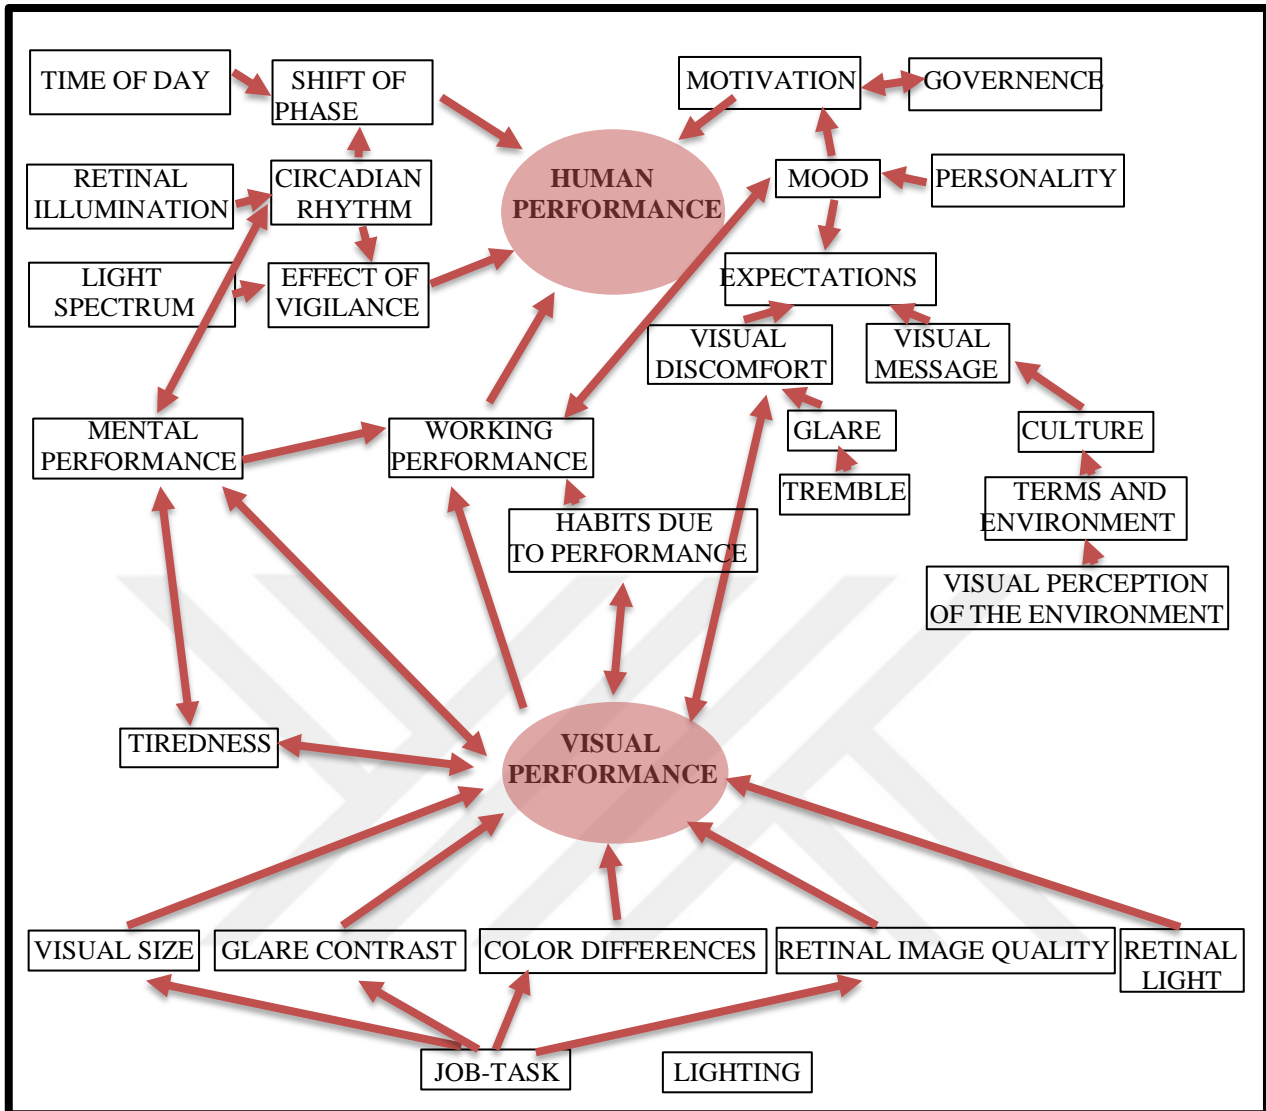 TIME OF DAY
SHIFT OF
PHASE
MOTIVATION
GOVERNENCE
RETINAL
ILLUMINATION
CIRCADIAN
RHYTHM
HUMAN
PERFORMANCE
MOOD
PERSONALITY
LIGHT
SPECTRUM
EFFECT OF
VIGILANCE
EXPECTATIONS
VISUAL
DISCOMFORT
VISUAL
MESSAGE
MENTAL
PERFORMANCE
WORKING
PERFORMANCE
GLARE
CULTURE
TREMBLE
TERMS AND
ENVIRONMENT
HABITS DUE
TO PERFORMANCE
VISUAL PERCEPTION
OF THE ENVIRONMENT
TIREDNESS
VISUAL
PERFORMANCE
VISUAL SIZE
GLARE CONTRAST
COLOR DIFFERENCES
RETINAL IMAGE QUALITY
RETINAL
LIGHT
JOB-TASK
LIGHTING